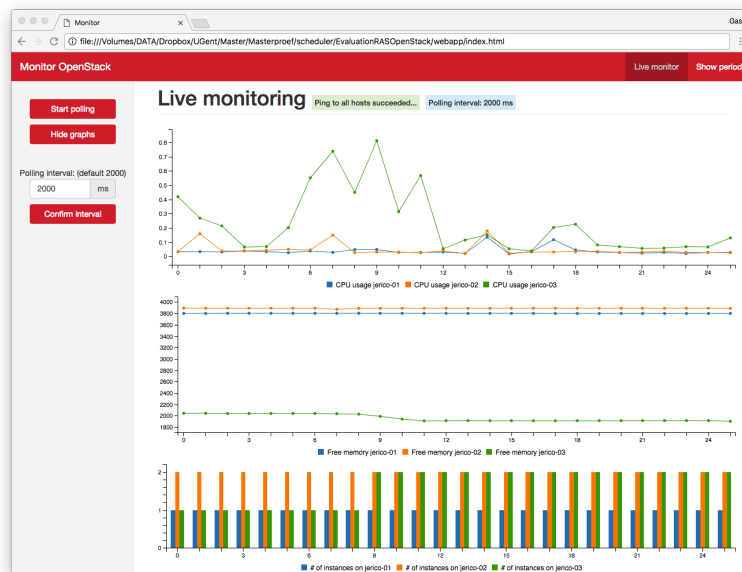 Monitor
Gas
file:///Volumes/DATA/Dropbox/UGent/Master/Masterproef/scheduler/EvaluationRASOpenStack/webapp/index.html
Monitor OpenStack
Live monitor
Show period
Start polling
Hide graphs
Polling interval: (default 2000)
2000 ms
Confirm interval
Live monitoring Ping to all hosts succeeded... Polling interval: 2000 ms
0.8
0.7
0.6
0.5
0.4
0.3
0.2
0.1
0
0 3 6 9 12 15 18 21 24
CPU usage jerico-01 CPU usage jerico-02 CPU usage jerico-03
4000
3800
3600
3400
3200
3000
2800
2600
2400
2200
2000
1800
0 3 6 9 12 15 18 21 24
Free memory jerico-01 Free memory jerico-02 Free memory jerico-03
2
1
0
0 3 6 9 12 15 18 21 24
# of instances on jerico-01 # of instances on jerico-02 # of instances on jerico-03